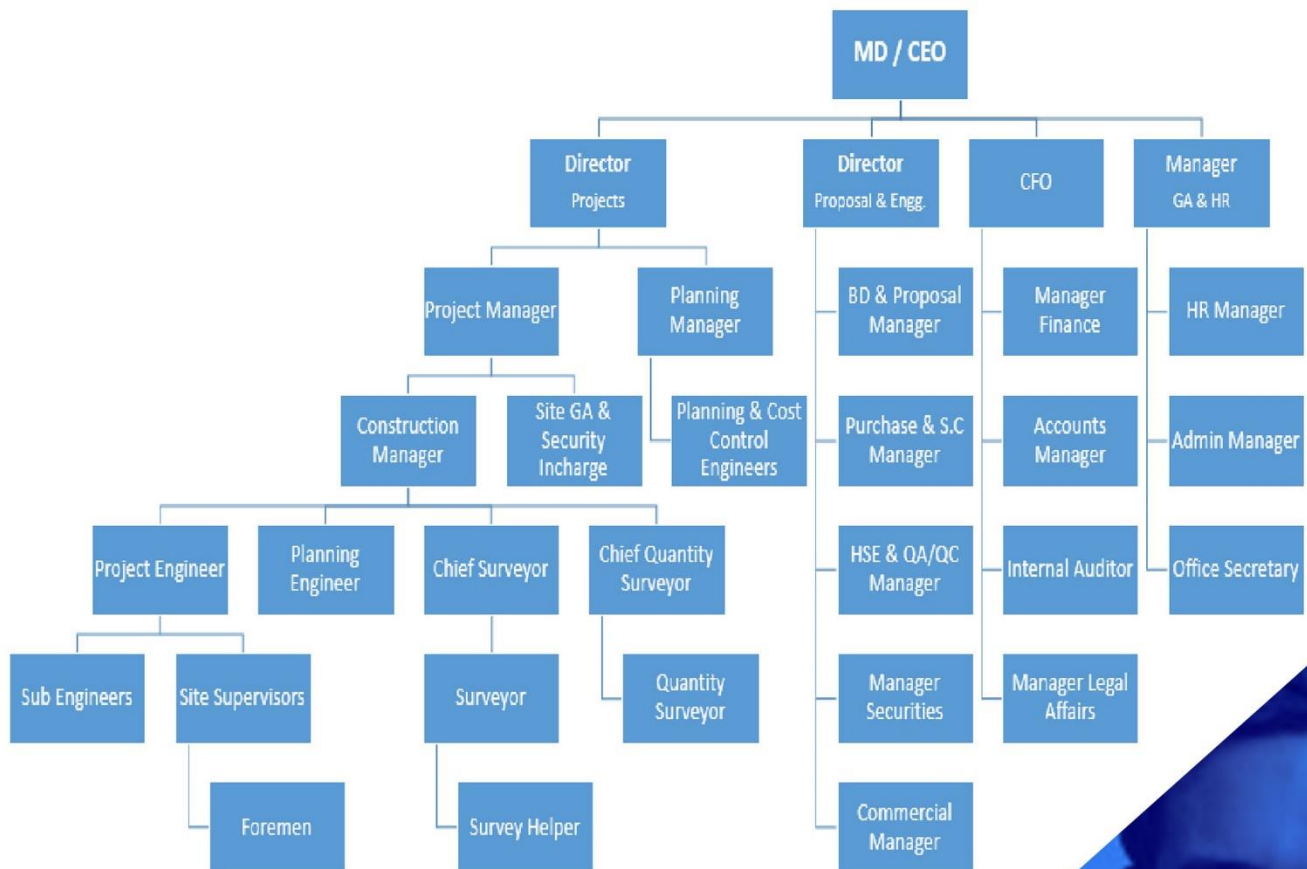 MD / CEO
Director
Projects
Director
Proposal & Engg.
CFO
Manager
GA & HR
Project Manager
Planning
Manager
BD & Proposal
Manager
Manager
Finance
HR Manager
Construction
Manager
Site GA &
Security
Incharge
Planning & Cost
Control
Engineers
Purchase & S.C
Manager
Accounts
Manager
Admin Manager
Project Engineer
Planning
Engineer
Chief Surveyor
Chief Quantity
Surveyor
HSE & QA/QC
Manager
Internal Auditor
Office Secretary
Sub Engineers
Site Supervisors
Surveyor
Quantity
Surveyor
Manager
Securities
Manager Legal
Affairs
Foremen
Survey Helper
Commercial
Manager